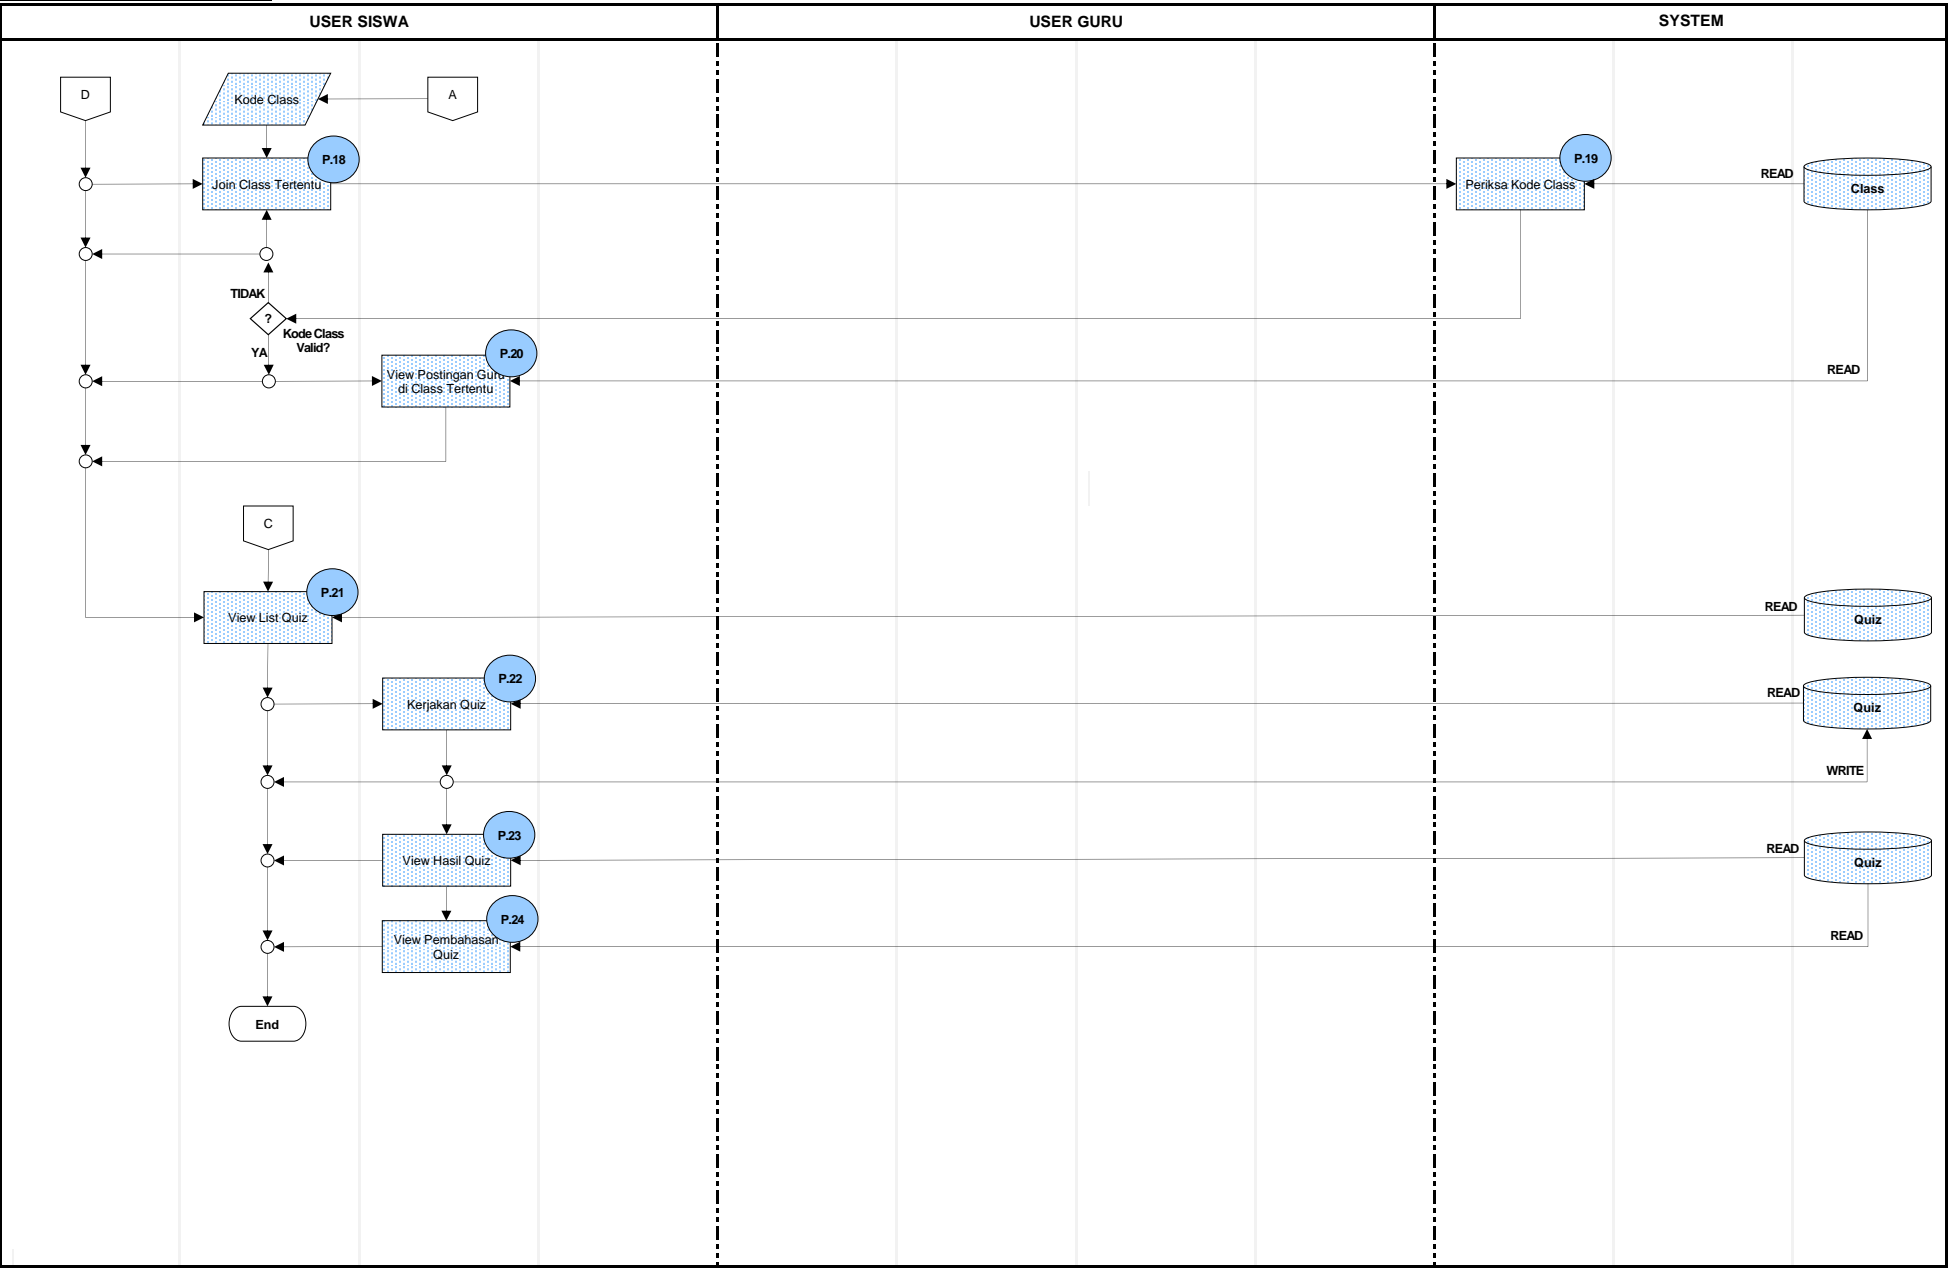 USER SISWA
USER GURU
SYSTEM
D
Kode Class
A
P.18
Join Class Tertentu
P.19
Periksa Kode Class
READ
Class
TIDAK
?
Kode Class
Valid?
YA
P.20
View Postingan Guru
di Class Tertentu
READ
C
P.21
View List Quiz
READ
Quiz
P.22
Kerjakan Quiz
READ
Quiz
WRITE
P.23
View Hasil Quiz
READ
Quiz
P.24
View Pembahasan
Quiz
READ
End